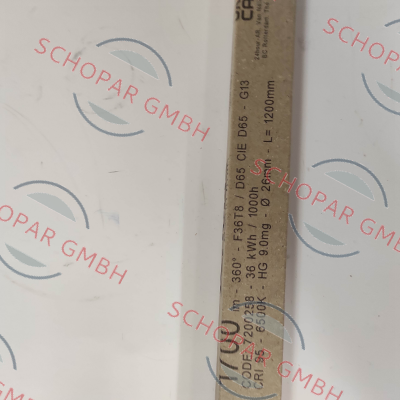 1700 lm - 360° - F36T8 / D65 CIE D65 - G13
CODE: 7200258 - 36 kWh / 1000h
CRI 95 - 6500K - HG 9.0mg - Ø 26mm - L= 1200mm
SCHOPAR GMBH
SCHOPAR GMBH
SCHOPAR GMBH
SCHOPAR GMBH
SCHOPAR GMBH